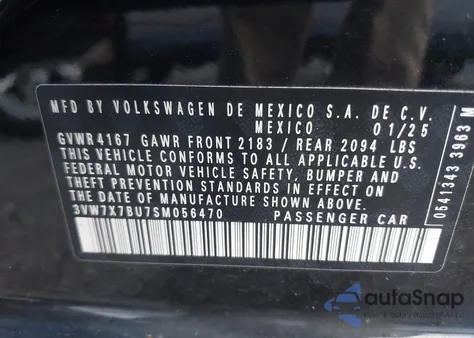 MFD BY VOLKSWAGEN DE MEXICO S.A. DE C.V.
MEXICO 01/25
GVWR 4167 GAWR FRONT 2183 / REAR 2094 LBS
THIS VEHICLE CONFORMS TO ALL APPLICABLE U.S.
FEDERAL MOTOR VEHICLE SAFETY, BUMPER AND
THEFT PREVENTION STANDARDS IN EFFECT ON
THE DATE OF MANUFACTURE SHOWN ABOVE.
3VW7X7BU7SM056470 PASSENGER CAR
0541343 3963 M
autoSnap